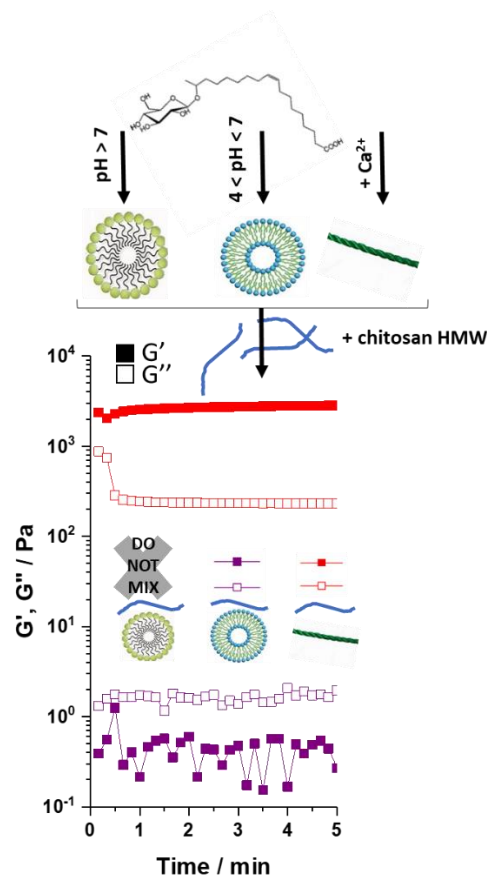 OH
HO
HO
OH
O
O
COOH
pH > 7
4 < pH < 7
+ Ca²⁺
+ chitosan HMW
G′
G′′
10⁴
10³
10²
10¹
10⁰
10⁻¹
G', G'' / Pa
DO
NOT
MIX
0 1 2 3 4 5
Time / min